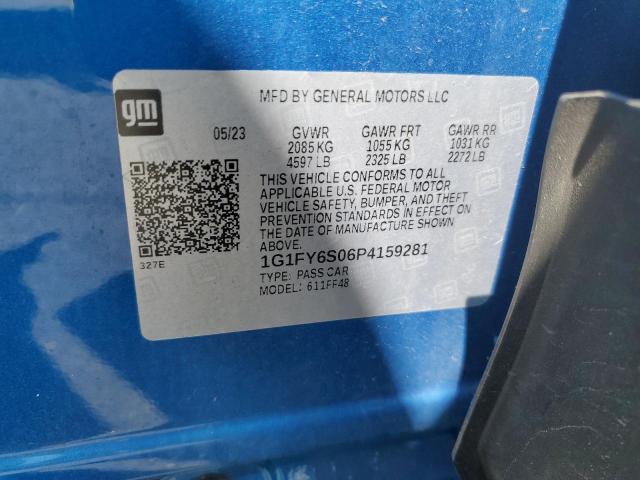 gm
MFD BY GENERAL MOTORS LLC
05/23 GVWR GAWR FRT GAWR RR
2085 KG 1055 KG 1031 KG
4597 LB 2325 LB 2272 LB
THIS VEHICLE CONFORMS TO ALL
APPLICABLE U.S. FEDERAL MOTOR
VEHICLE SAFETY, BUMPER, AND THEFT
PREVENTION STANDARDS IN EFFECT ON
THE DATE OF MANUFACTURE SHOWN
ABOVE.
327E
1G1FY6S06P4159281
TYPE: PASS CAR
MODEL: 611FF48